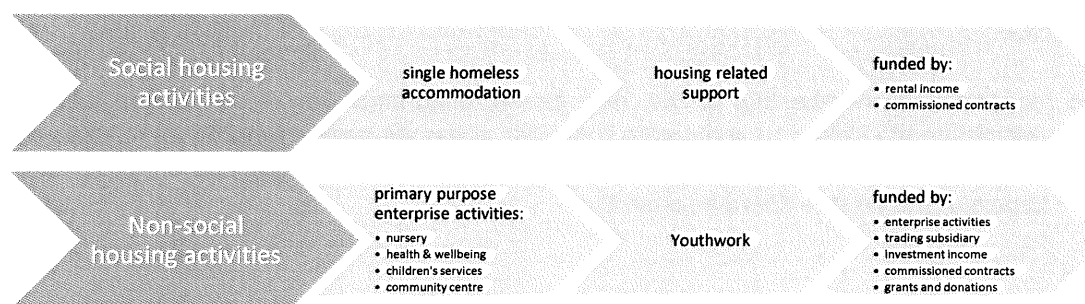 Social housing
activities
single homeless
accommodation
housing related
support
funded by:
• rental income
• commissioned contracts
Non-social
housing activities
primary purpose
enterprise activities:
• nursery
• health & wellbeing
• children's services
• community centre
Youthwork
funded by:
• enterprise activities
• trading subsidiary
• Investment income
• commissioned contracts
• grants and donations